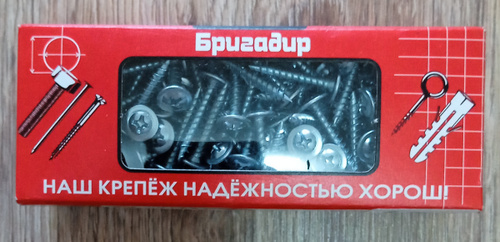 Бригадир
НАШ КРЕПЁЖ НАДЁЖНОСТЬЮ ХОРОШ!